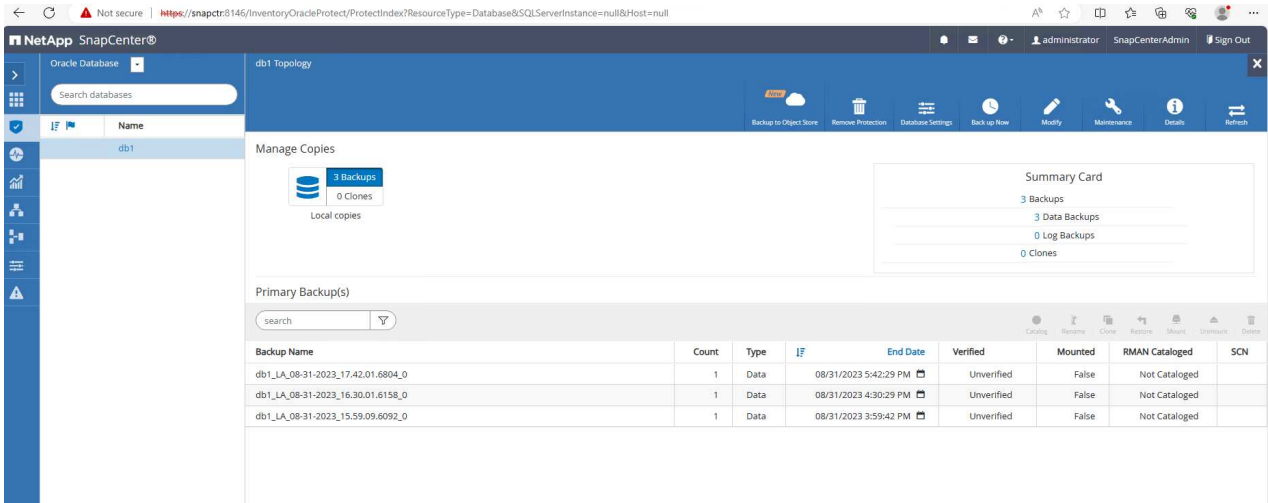 Not secure | https://snapctr:8146/InventoryOracleProtect/ProtectIndex?ResourceType=Database&SQLServerInstance=null&Host=null
NetApp SnapCenter® administrator SnapCenterAdmin Sign Out
Oracle Database db1 Topology
Search databases
New
Backup to Object Store Remove Protection Database Settings Back up Now Modify Maintenance Details Refresh
Name
db1
Manage Copies
3 Backups
0 Clones
Local copies
Summary Card
3 Backups
3 Data Backups
0 Log Backups
0 Clones
Primary Backup(s)
search
Catalog Rename Clone Restore Mount Unmount Delete
Backup Name Count Type End Date Verified Mounted RMAN Cataloged SCN
db1_LA_08-31-2023_17.42.01.6804_0 1 Data 08/31/2023 5:42:29 PM Unverified False Not Cataloged
db1_LA_08-31-2023_16.30.01.6158_0 1 Data 08/31/2023 4:30:29 PM Unverified False Not Cataloged
db1_LA_08-31-2023_15.59.09.6092_0 1 Data 08/31/2023 3:59:42 PM Unverified False Not Cataloged